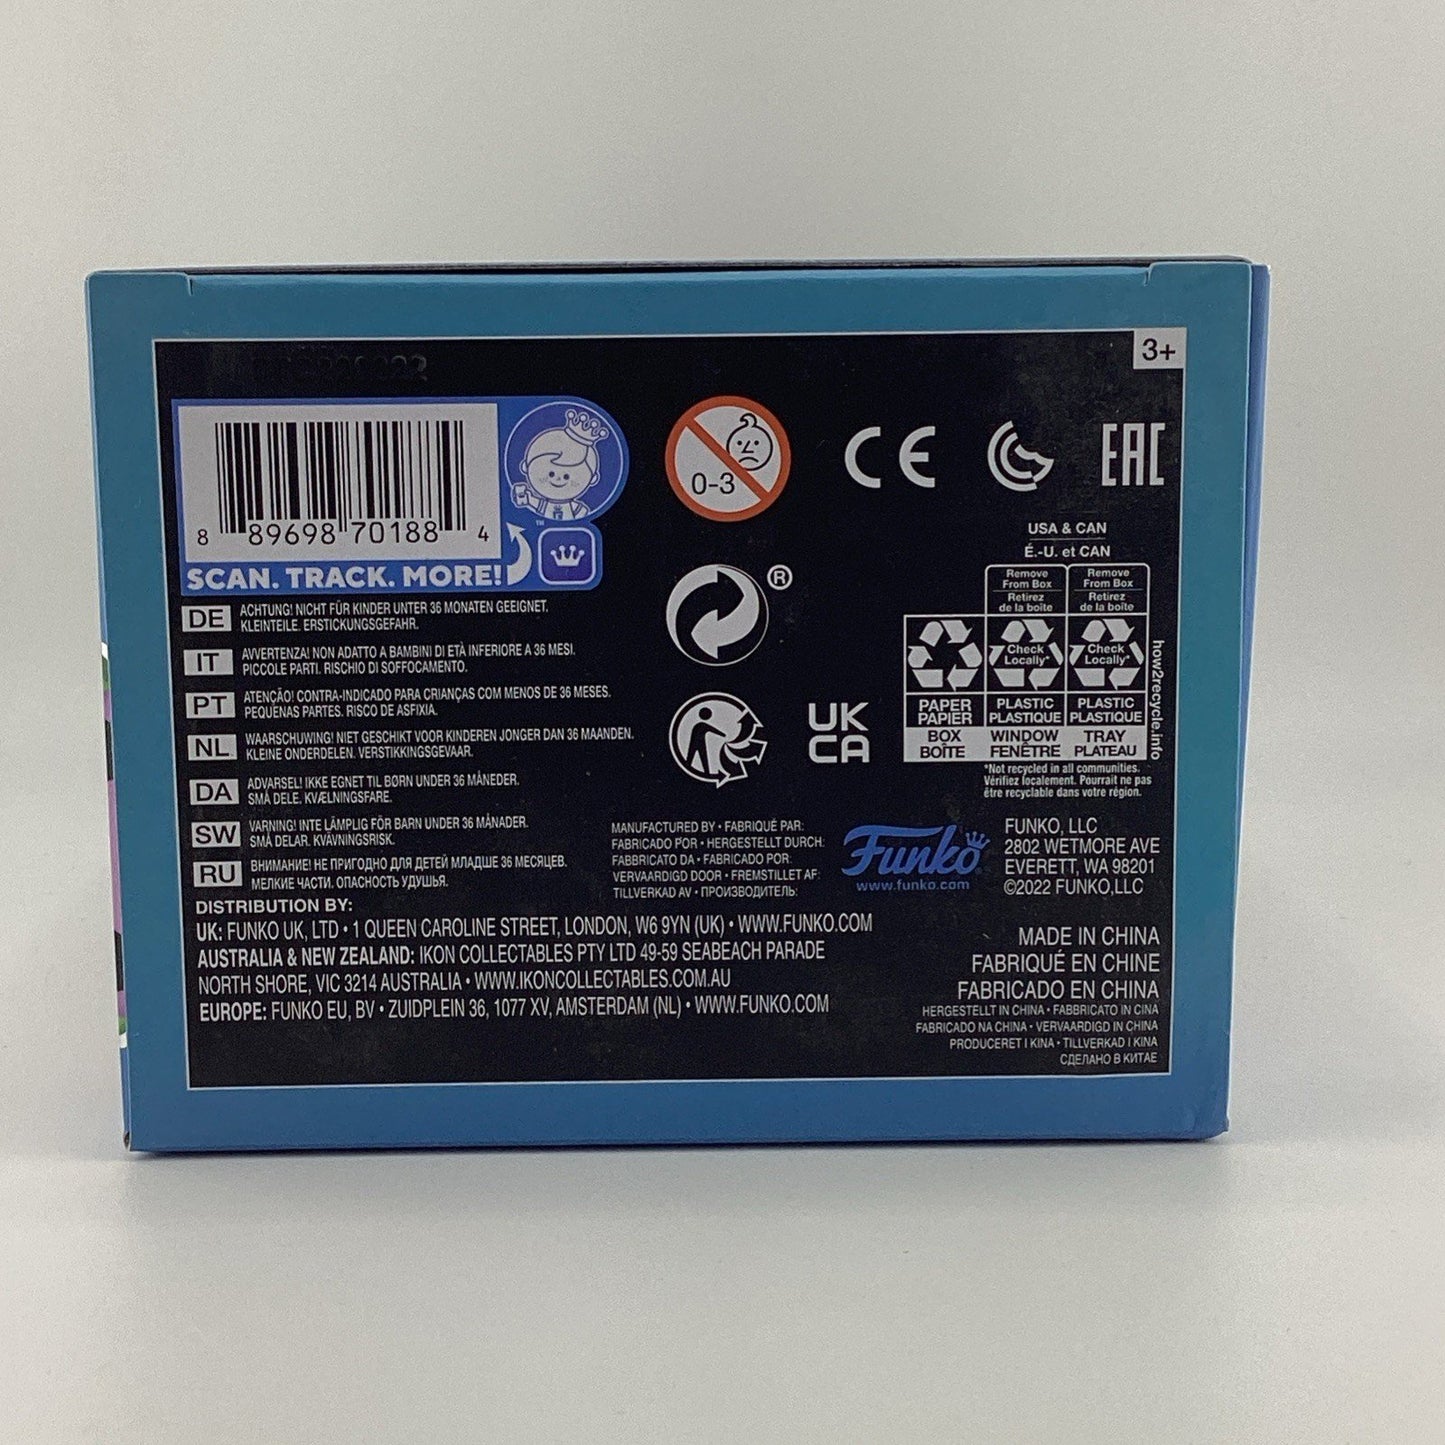 3+
8 89698 70188 4
™
SCAN. TRACK. MORE!
0-3
CE
EAC
®
DE ACHTUNG! NICHT FÜR KINDER UNTER 36 MONATEN GEEIGNET.
KLEINTEILE. ERSTICKUNGSGEFAHR.
IT AVVERTENZA! NON ADATTO A BAMBINI DI ETÀ INFERIORE A 36 MESI.
PICCOLE PARTI. RISCHIO DI SOFFOCAMENTO.
PT ATENÇÃO! CONTRA-INDICADO PARA CRIANÇAS COM MENOS DE 36 MESES.
PEQUENAS PARTES. RISCO DE ASFIXIA.
NL WAARSCHUWING! NIET GESCHIKT VOOR KINDEREN JONGER DAN 36 MAANDEN.
KLEINE ONDERDELEN. VERSTIKKINGSGEVAAR.
DA ADVARSEL! IKKE EGNET TIL BØRN UNDER 36 MÅNEDER.
SMÅ DELE. KVÆLNINGSFARE.
SW VARNING! INTE LÄMPLIG FÖR BARN UNDER 36 MÅNADER.
SMÅ DELAR. KVÄVNINGSRISK.
RU ВНИМАНИЕ! НЕ ПРИГОДНО ДЛЯ ДЕТЕЙ МЛАДШЕ 36 МЕСЯЦЕВ.
МЕЛКИЕ ЧАСТИ. ОПАСНОСТЬ УДУШЬЯ.
USA & CAN
É.-U. et CAN
Remove From Box
Retirez de la boîte
Remove From Box
Retirez de la boîte
Check Locally*
Check Locally*
PAPER PAPIER
PLASTIC PLASTIQUE
PLASTIC PLASTIQUE
BOX BOÎTE
WINDOW FENÊTRE
TRAY PLATEAU
how2recycle.info
*Not recycled in all communities.
Vérifiez localement. Pourrait ne pas
être recyclable dans votre région.
UK
CA
MANUFACTURED BY • FABRIQUÉ PAR:
FABRICADO POR • HERGESTELLT DURCH:
FABBRICATO DA • FABRICADO POR:
VERVAARDIGD DOOR • FREMSTILLET AF:
TILLVERKAD AV • ПРОИЗВОДИТЕЛЬ:
Funko
www.funko.com
FUNKO, LLC
2802 WETMORE AVE
EVERETT, WA 98201
©2022 FUNKO,LLC
DISTRIBUTION BY:
UK: FUNKO UK, LTD • 1 QUEEN CAROLINE STREET, LONDON, W6 9YN (UK) • WWW.FUNKO.COM
AUSTRALIA & NEW ZEALAND: IKON COLLECTABLES PTY LTD 49-59 SEABEACH PARADE
NORTH SHORE, VIC 3214 AUSTRALIA • WWW.IKONCOLLECTABLES.COM.AU
EUROPE: FUNKO EU, BV • ZUIDPLEIN 36, 1077 XV, AMSTERDAM (NL) • WWW.FUNKO.COM
MADE IN CHINA
FABRIQUÉ EN CHINE
FABRICADO EN CHINA
HERGESTELLT IN CHINA • FABBRICATO IN CINA
FABRICADO NA CHINA • VERVAARDIGD IN CHINA
PRODUCERET I KINA • TILLVERKAD I KINA
СДЕЛАНО В КИТАЕ